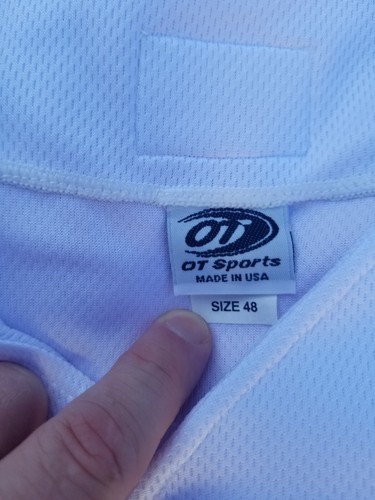 OT
OT Sports
MADE IN USA
SIZE 48